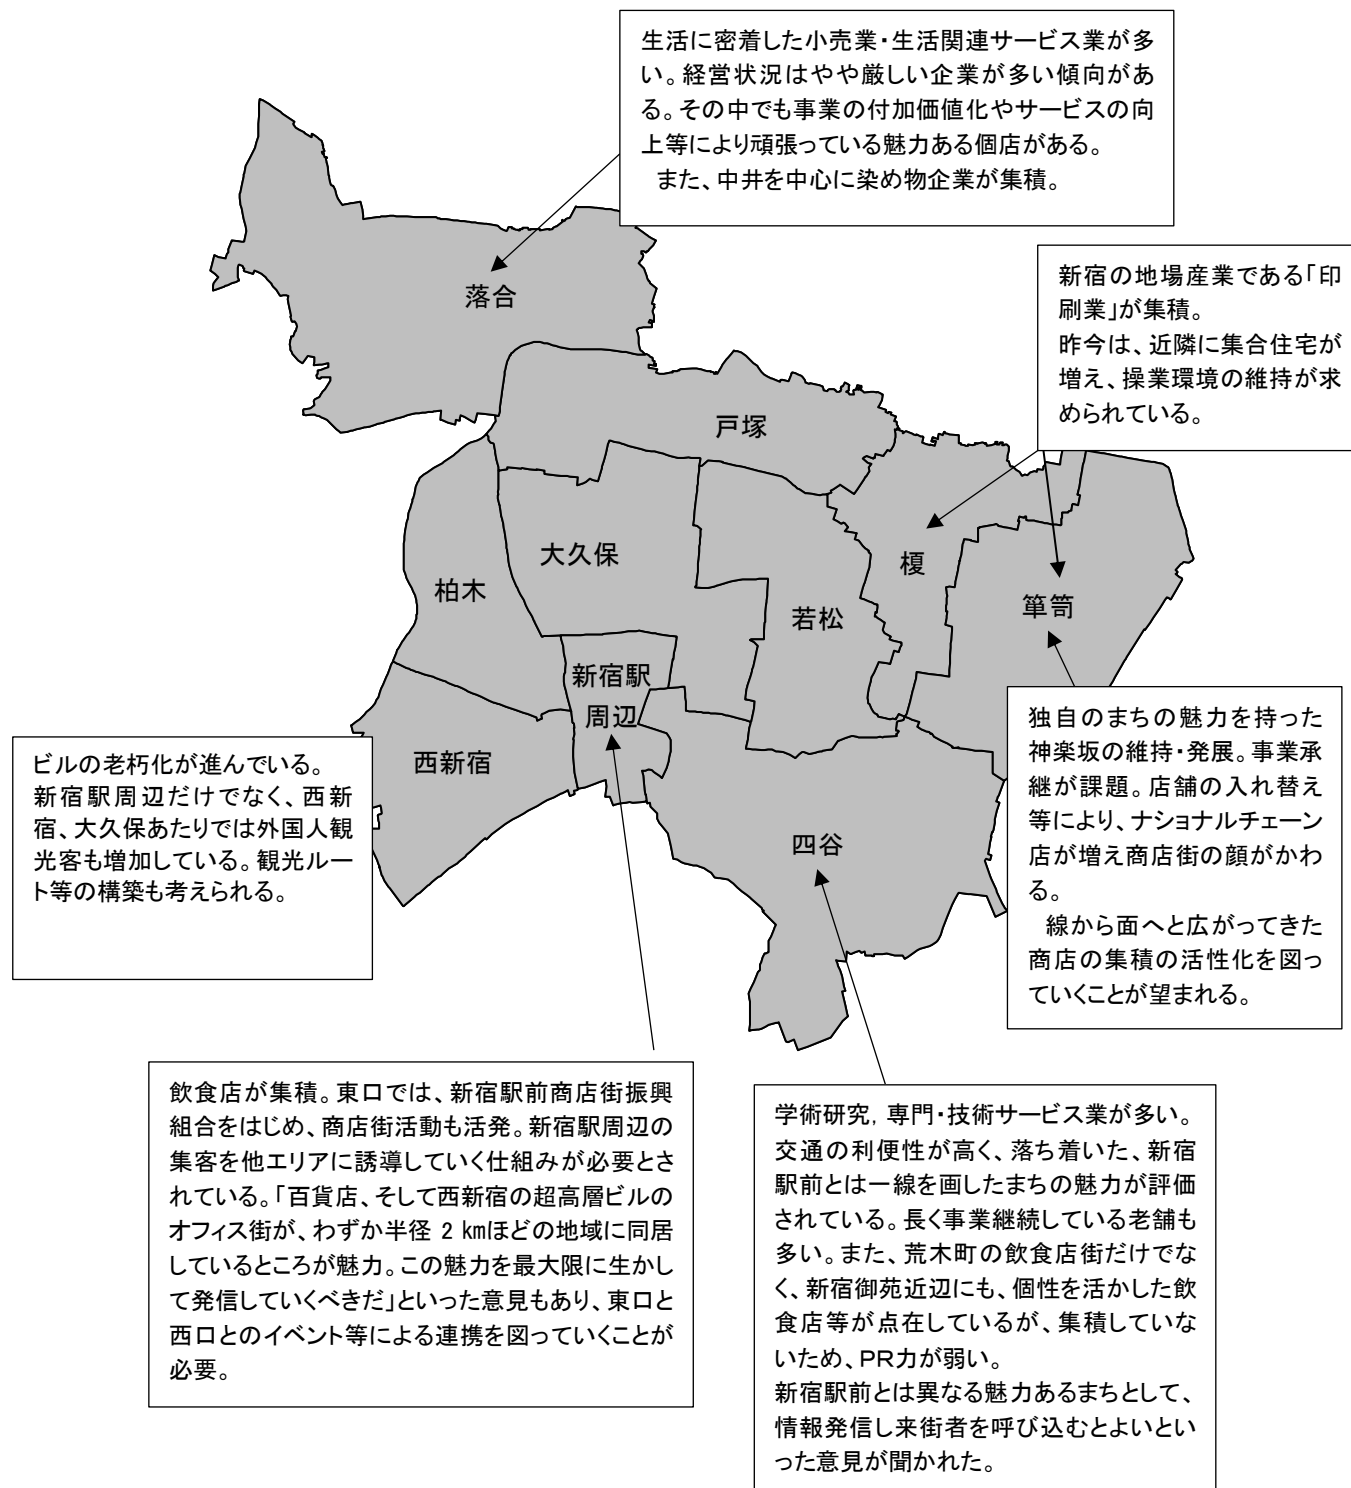 生活に密着した小売業・生活関連サービス業が多
い。経営状況はやや厳しい企業が多い傾向があ
る。その中でも事業の付加価値化やサービスの向
上等により頑張っている魅力ある個店がある。
また、中井を中心に染め物企業が集積。
新宿の地場産業である「印
刷業」が集積。
昨今は、近隣に集合住宅が
増え、操業環境の維持が求
められている。
落合
戸塚
大久保
柏木
若松
榎
箪笥
新宿駅
周辺
西新宿
四谷
ビルの老朽化が進んでいる。
新宿駅周辺だけでなく、西新
宿、大久保あたりでは外国人観
光客も増加している。観光ルー
ト等の構築も考えられる。
独自のまちの魅力を持った
神楽坂の維持・発展。事業承
継が課題。店舗の入れ替え
等により、ナショナルチェーン
店が増え商店街の顔がかわ
る。
線から面へと広がってきた
商店の集積の活性化を図っ
ていくことが望まれる。
飲食店が集積。東口では、新宿駅前商店街振興
組合をはじめ、商店街活動も活発。新宿駅周辺の
集客を他エリアに誘導していく仕組みが必要とさ
れている。「百貨店、そして西新宿の超高層ビルの
オフィス街が、わずか半径 2 ㎞ほどの地域に同居
しているところが魅力。この魅力を最大限に生かし
て発信していくべきだ」といった意見もあり、東口と
西口とのイベント等による連携を図っていくことが
必要。
学術研究，専門・技術サービス業が多い。
交通の利便性が高く、落ち着いた、新宿
駅前とは一線を画したまちの魅力が評価
されている。長く事業継続している老舗も
多い。また、荒木町の飲食店街だけでな
く、新宿御苑近辺にも、個性を活かした飲
食店等が点在しているが、集積していな
いため、PR力が弱い。
新宿駅前とは異なる魅力あるまちとして、
情報発信し来街者を呼び込むとよいとい
った意見が聞かれた。